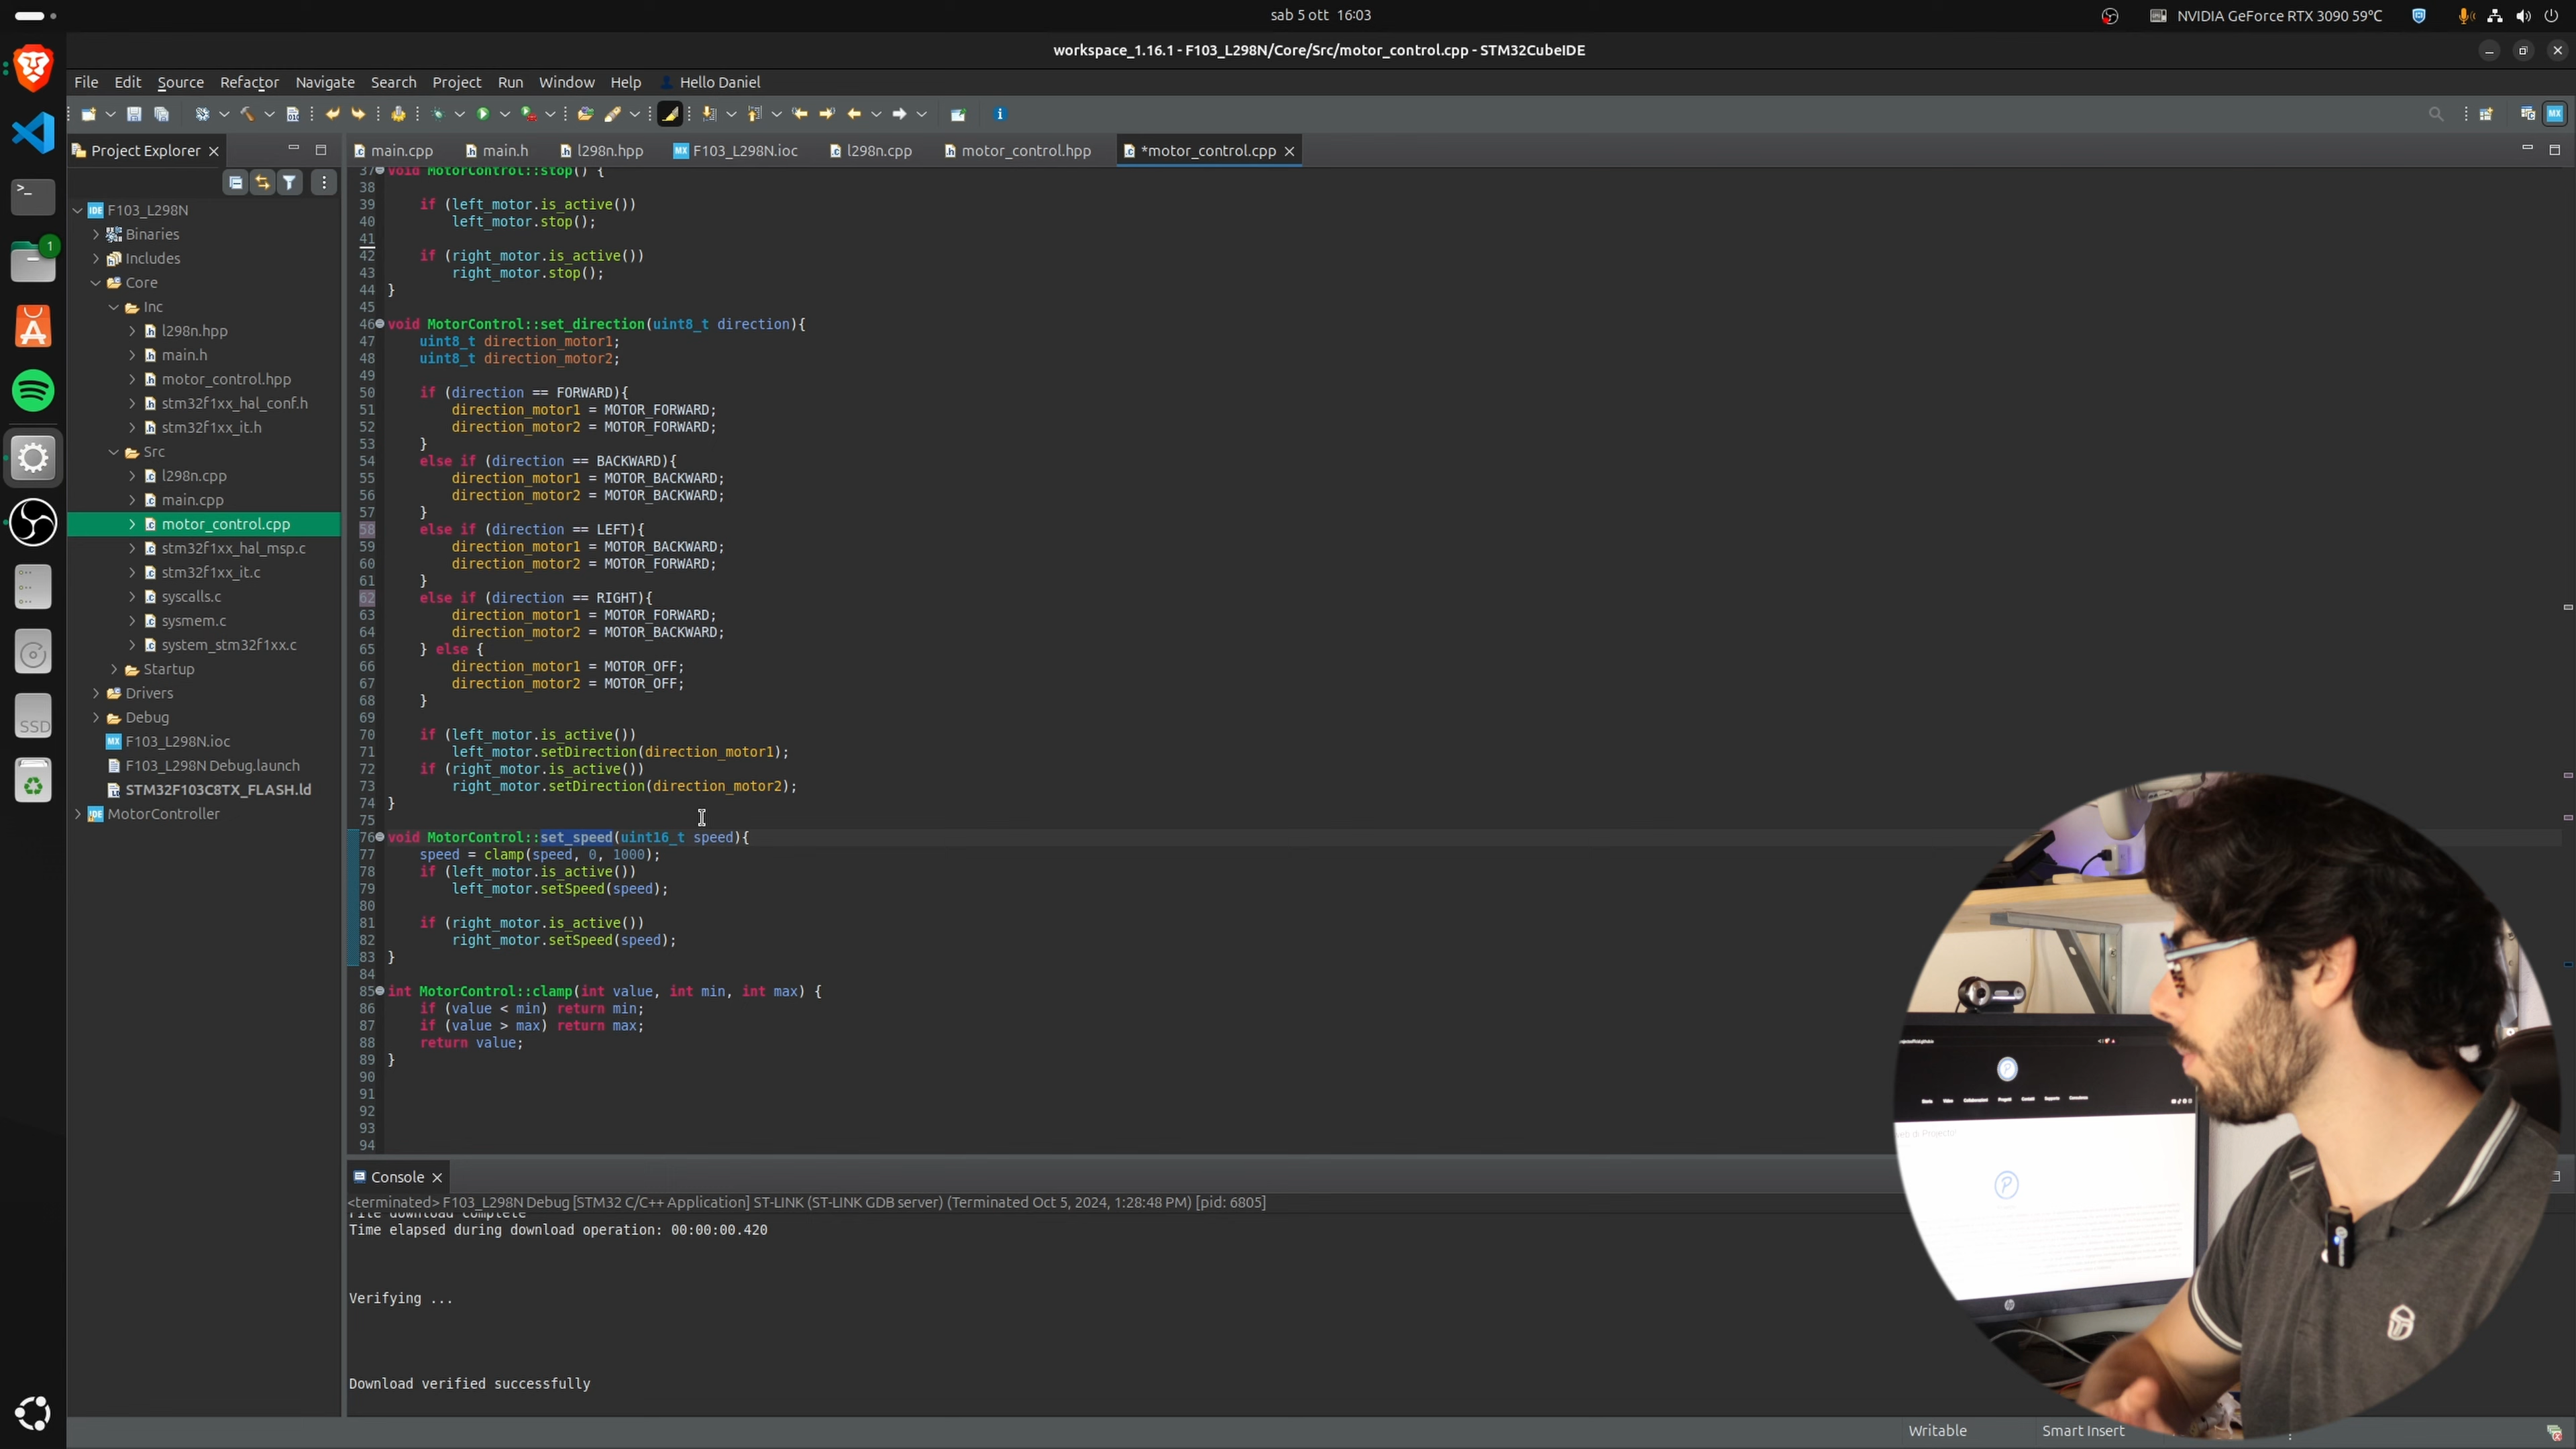 sab 5 ott 16:03
NVIDIA GeForce RTX 3090 59°C
workspace_1.16.1 - F103_L298N/Core/Src/motor_control.cpp - STM32CubeIDE
File Edit Source Refactor Navigate Search Project Run Window Help Hello Daniel
Project Explorer
main.cpp main.h l298n.hpp F103_L298N.ioc l298n.cpp motor_control.hpp *motor_control.cpp
F103_L298N
Binaries
Includes
Core
Inc
l298n.hpp
main.h
motor_control.hpp
stm32f1xx_hal_conf.h
stm32f1xx_it.h
Src
l298n.cpp
main.cpp
motor_control.cpp
stm32f1xx_hal_msp.c
stm32f1xx_it.c
syscalls.c
sysmem.c
system_stm32f1xx.c
Startup
Drivers
Debug
F103_L298N.ioc
F103_L298N Debug.launch
STM32F103C8TX_FLASH.ld
MotorController
37 void MotorControl::stop() {
38
39 if (left_motor.is_active())
40 left_motor.stop();
41
42 if (right_motor.is_active())
43 right_motor.stop();
44 }
45
46 void MotorControl::set_direction(uint8_t direction){
47 uint8_t direction_motor1;
48 uint8_t direction_motor2;
49
50 if (direction == FORWARD){
51 direction_motor1 = MOTOR_FORWARD;
52 direction_motor2 = MOTOR_FORWARD;
53 }
54 else if (direction == BACKWARD){
55 direction_motor1 = MOTOR_BACKWARD;
56 direction_motor2 = MOTOR_BACKWARD;
57 }
58 else if (direction == LEFT){
59 direction_motor1 = MOTOR_BACKWARD;
60 direction_motor2 = MOTOR_FORWARD;
61 }
62 else if (direction == RIGHT){
63 direction_motor1 = MOTOR_FORWARD;
64 direction_motor2 = MOTOR_BACKWARD;
65 } else {
66 direction_motor1 = MOTOR_OFF;
67 direction_motor2 = MOTOR_OFF;
68 }
69
70 if (left_motor.is_active())
71 left_motor.setDirection(direction_motor1);
72 if (right_motor.is_active())
73 right_motor.setDirection(direction_motor2);
74 }
75
76 void MotorControl::set_speed(uint16_t speed){
77 speed = clamp(speed, 0, 1000);
78 if (left_motor.is_active())
79 left_motor.setSpeed(speed);
80
81 if (right_motor.is_active())
82 right_motor.setSpeed(speed);
83 }
84
85 int MotorControl::clamp(int value, int min, int max) {
86 if (value < min) return min;
87 if (value > max) return max;
88 return value;
89 }
90
91
92
93
94
Console
<terminated> F103_L298N Debug [STM32 C/C++ Application] ST-LINK (ST-LINK GDB server) (Terminated Oct 5, 2024, 1:28:48 PM) [pid: 6805]
File download complete
Time elapsed during download operation: 00:00:00.420
Verifying ...
Download verified successfully
Writable Smart Insert
SSD
1